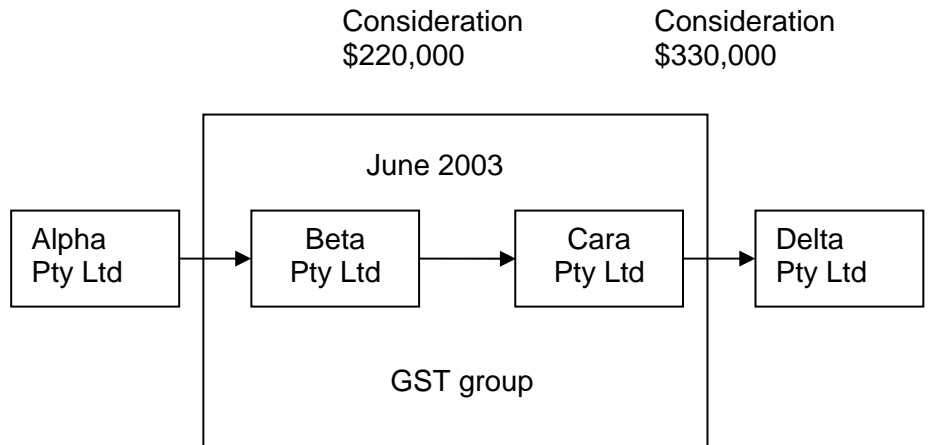 Consideration
$220,000
Consideration
$330,000
June 2003
Alpha
Pty Ltd
Beta
Pty Ltd
Cara
Pty Ltd
Delta
Pty Ltd
GST group